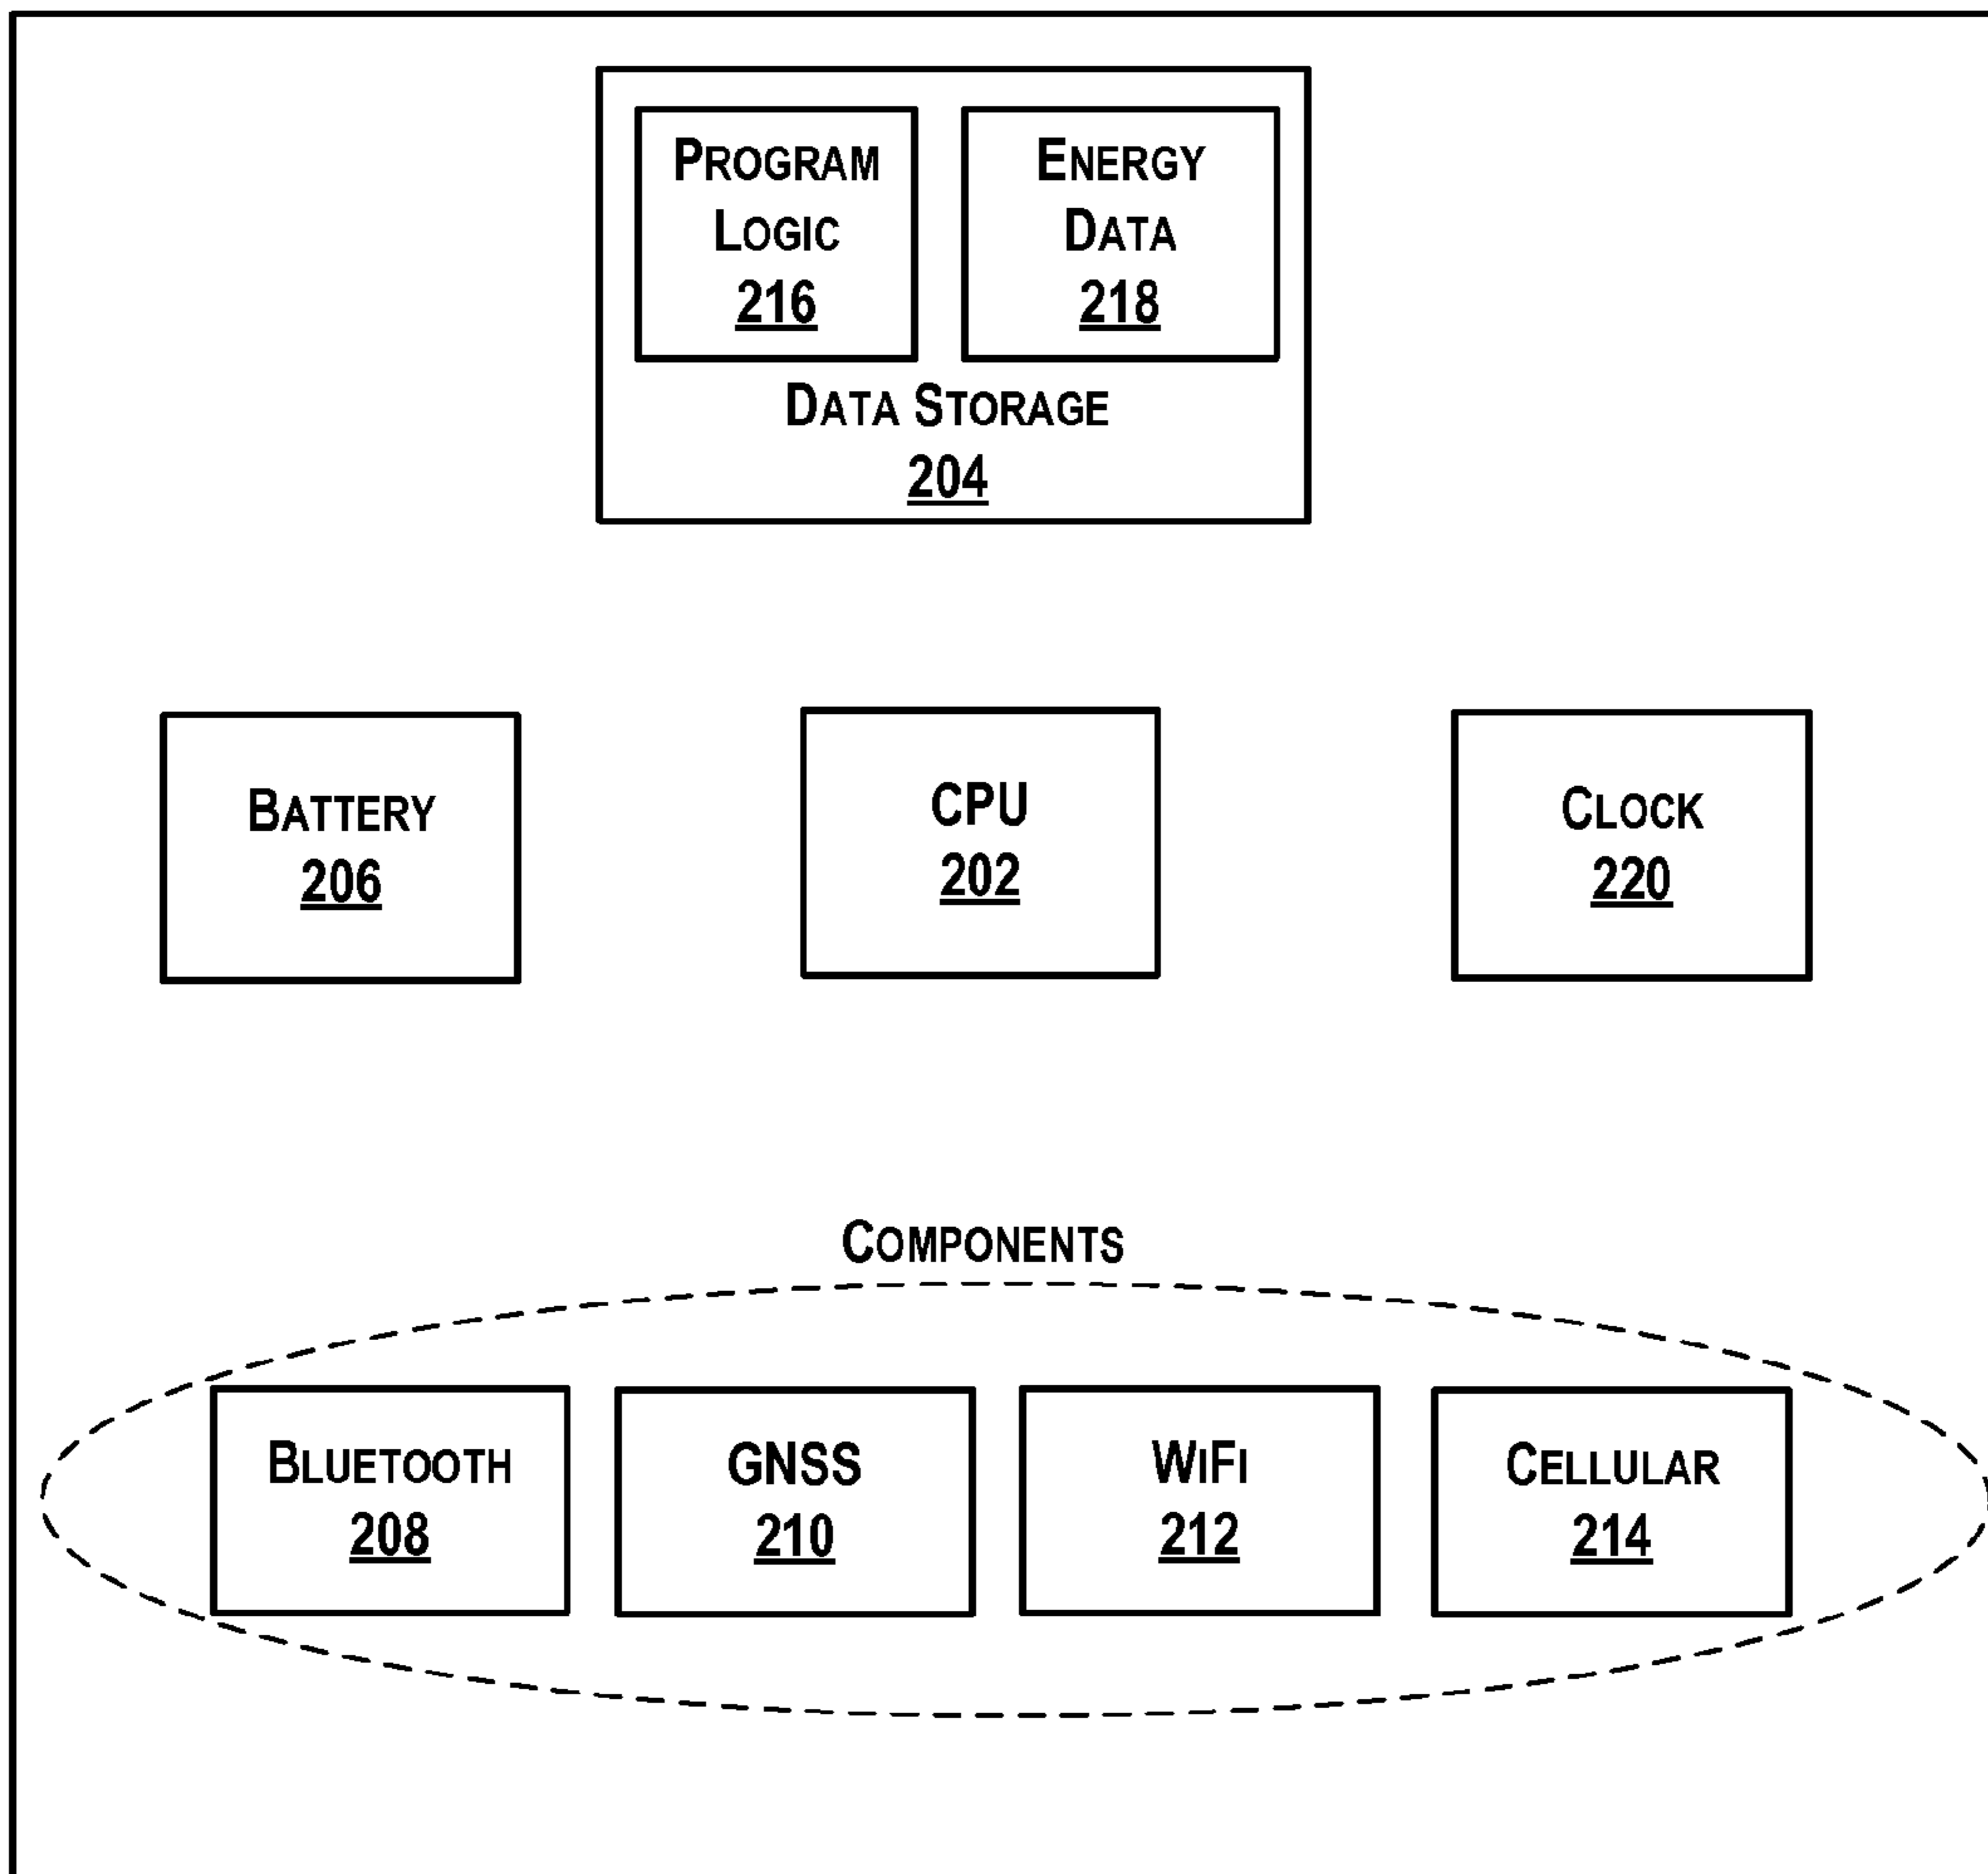 PROGRAM
LOGIC
216
ENERGY
DATA
218
DATA STORAGE
204
BATTERY
206
CPU
202
CLOCK
220
COMPONENTS
BLUETOOTH
208
GNSS
210
WIFI
212
CELLULAR
214